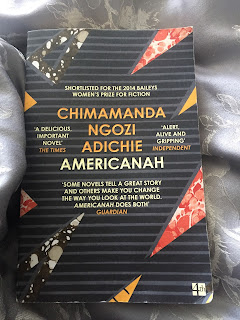 SHORTLISTED FOR THE 2014 BAILEYS
WOMEN'S PRIZE FOR FICTION
CHIMAMANDA
NGOZI
ADICHIE
AMERICANAH
'A DELICIOUS,
IMPORTANT
NOVEL'
THE TIMES
'ALERT,
ALIVE AND
GRIPPING'
INDEPENDENT
'SOME NOVELS TELL A GREAT STORY
AND OTHERS MAKE YOU CHANGE
THE WAY YOU LOOK AT THE WORLD.
AMERICANAH DOES BOTH'
GUARDIAN
4th